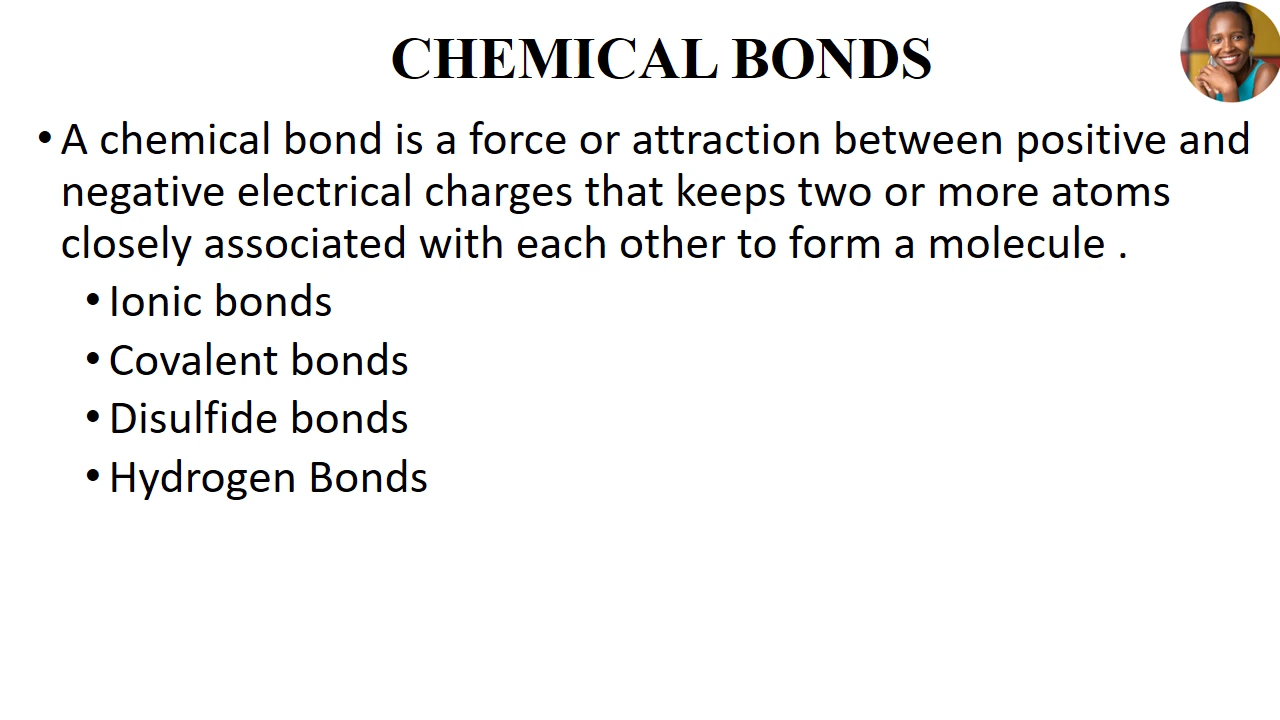 CHEMICAL BONDS
• A chemical bond is a force or attraction between positive and
negative electrical charges that keeps two or more atoms
closely associated with each other to form a molecule .
• Ionic bonds
• Covalent bonds
• Disulfide bonds
• Hydrogen Bonds